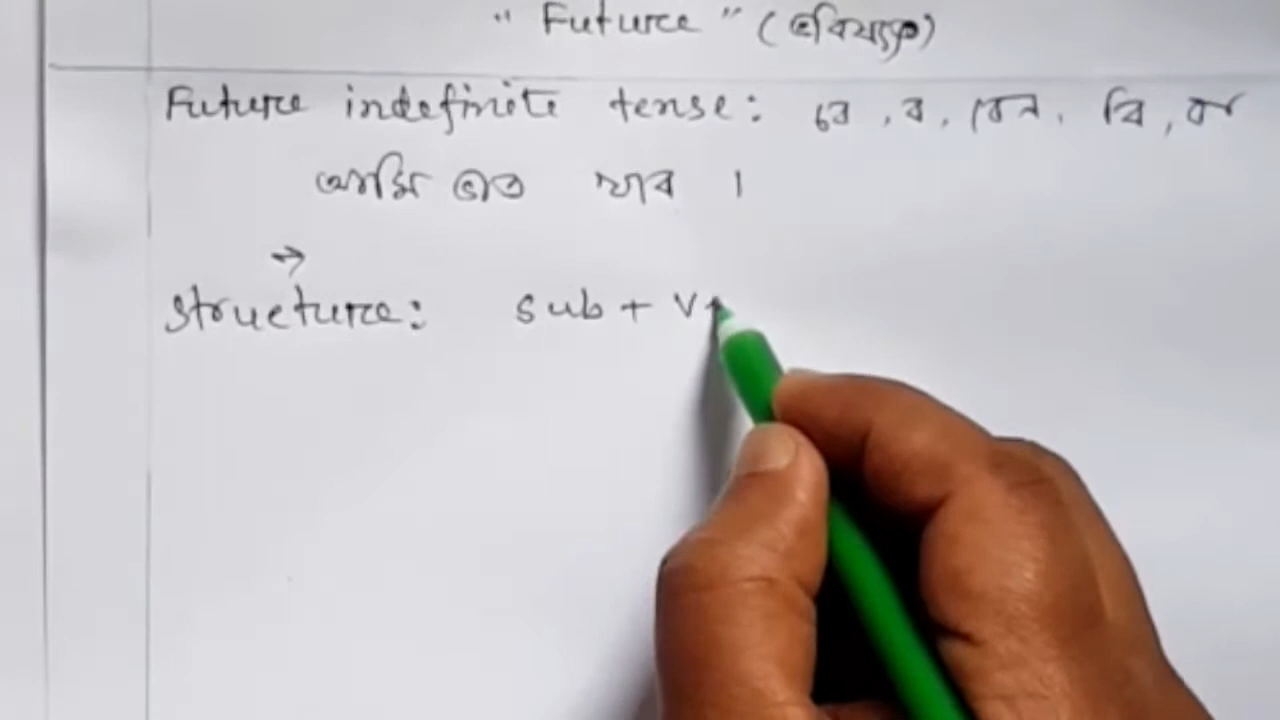 "Future" (ভবিষ্যৎ)
Future indefinite tense: বে, ব, বেন, বি, বা
আমি ভাত খাব ।
→
structure: sub + v